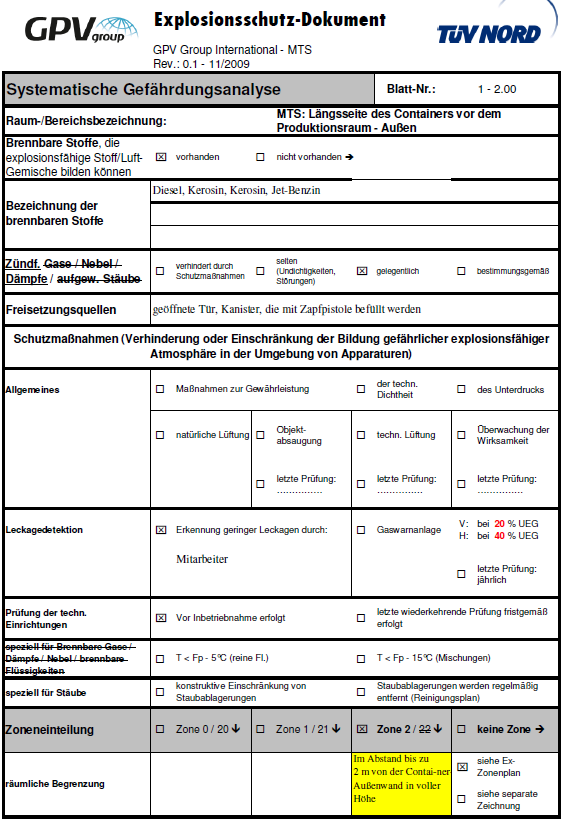 GPV group
Explosionsschutz-Dokument
TÜV NORD
GPV Group International - MTS
Rev.: 0.1 - 11/2009
Systematische Gefährdungsanalyse
Blatt-Nr.: 1 - 2.00
Raum-/Bereichsbezeichnung:
MTS: Längsseite des Containers vor dem
Produktionsraum - Außen
Brennbare Stoffe, die
explosionsfähige Stoff/Luft-
Gemische bilden können
☒ vorhanden ☐ nicht vorhanden ➔
Bezeichnung der
brennbaren Stoffe
Diesel, Kerosin, Kerosin, Jet-Benzin
Zündf. Gase / Nebel /
Dämpfe / aufgew. Stäube
☐ verhindert durch
Schutzmaßnahmen
☐ selten
(Undichtigkeiten,
Störungen)
☒ gelegentlich
☐ bestimmungsgemäß
Freisetzungsquellen
geöffnete Tür, Kanister, die mit Zapfpistole befüllt werden
Schutzmaßnahmen (Verhinderung oder Einschränkung der Bildung gefährlicher explosionsfähiger
Atmosphäre in der Umgebung von Apparaturen)
Allgemeines
☐ Maßnahmen zur Gewährleistung
☐ der techn.
Dichtheit
☐ des Unterdrucks
☐ natürliche Lüftung
☐ Objekt-
absaugung
☐ techn. Lüftung
☐ Überwachung der
Wirksamkeit
☐ letzte Prüfung:
...............
☐ letzte Prüfung:
...............
☐ letzte Prüfung:
...............
Leckagedetektion
☒ Erkennung geringer Leckagen durch:
Mitarbeiter
☐ Gaswarnanlage
V: bei 20 % UEG
H: bei 40 % UEG
☐ letzte Prüfung:
jährlich
Prüfung der techn.
Einrichtungen
☒ Vor Inbetriebnahme erfolgt
☐ letzte wiederkehrende Prüfung fristgemäß
erfolgt
speziell für Brennbare Gase /
Dämpfe / Nebel / brennbare
Flüssigkeiten
☐ T < Fp - 5°C (reine Fl.)
☐ T < Fp - 15°C (Mischungen)
speziell für Stäube
☐ konstruktive Einschränkung von
Staubablagerungen
☐ Staubablagerungen werden regelmäßig
entfernt (Reinigungsplan)
Zoneneinteilung
☐ Zone 0 / 20 ↓
☐ Zone 1 / 21 ↓
☒ Zone 2 / 22 ↓
☐ keine Zone ➔
räumliche Begrenzung
Im Abstand bis zu
2 m von der Contai-ner-
Außenwand in voller
Höhe
☒ siehe Ex-
Zonenplan
☐ siehe separate
Zeichnung